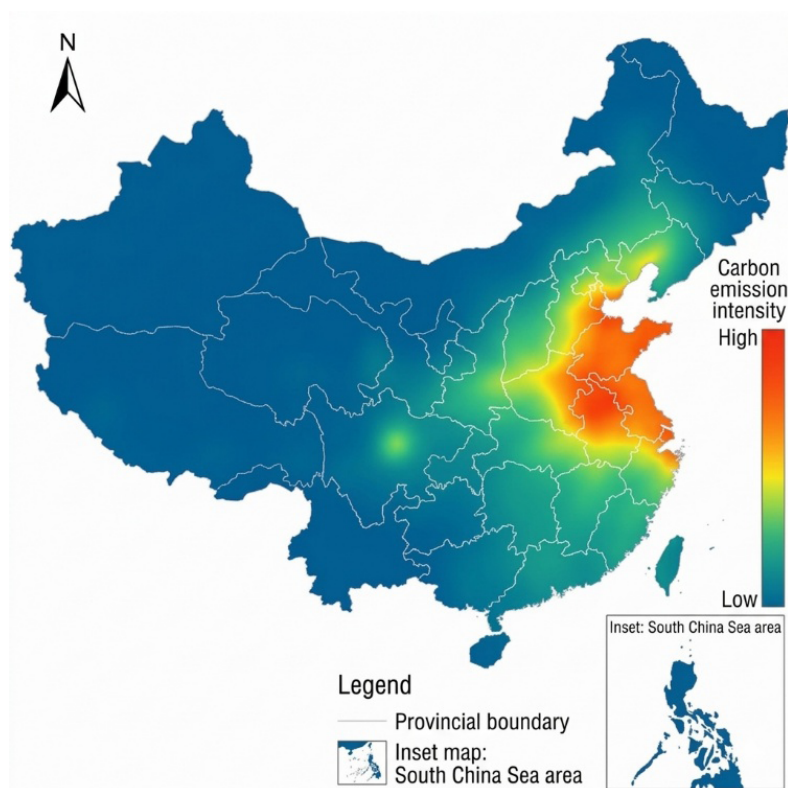 N
Carbon
emission
intensity
High
Low
Inset: South China Sea area
Legend
Provincial boundary
Inset map:
South China Sea area